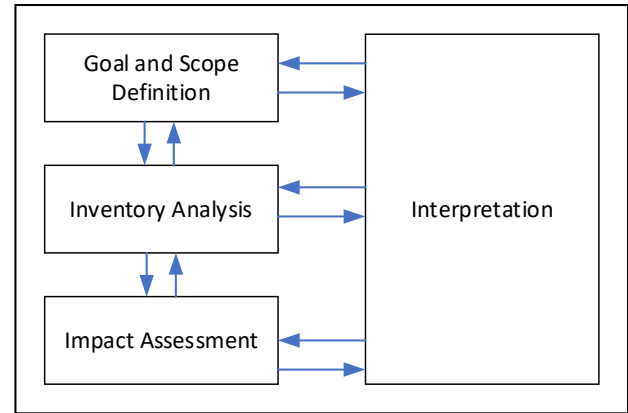 Goal and Scope
Definition
Inventory Analysis
Interpretation
Impact Assessment